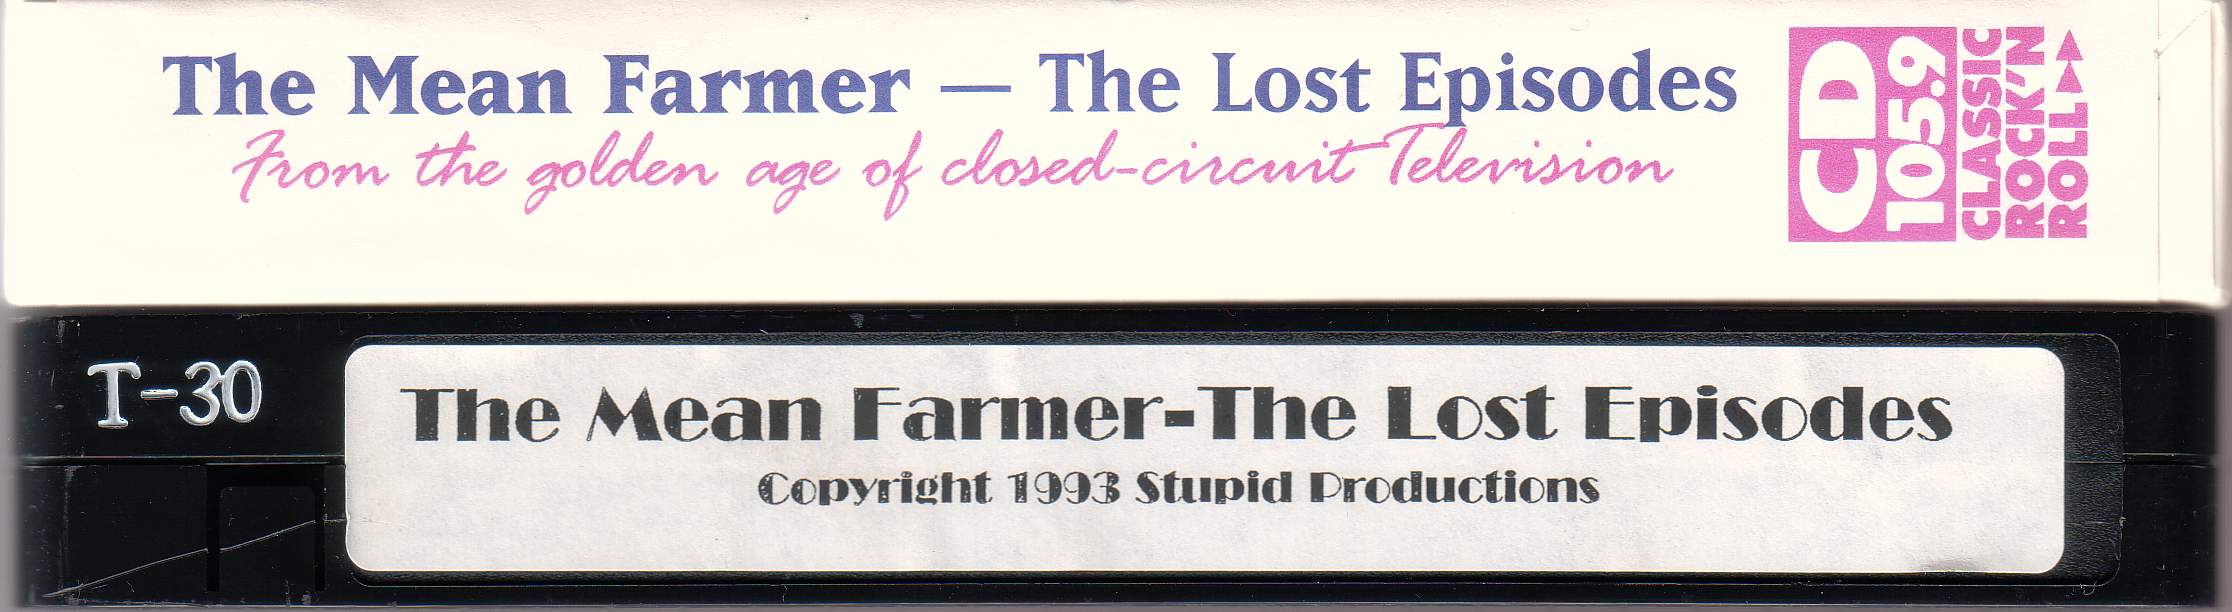 The Mean Farmer — The Lost Episodes
From the golden age of closed-circuit Television
CD
105.9
CLASSIC
ROCK'N
ROLL
T-30
The Mean Farmer-The Lost Episodes
Copyright 1993 Stupid Productions